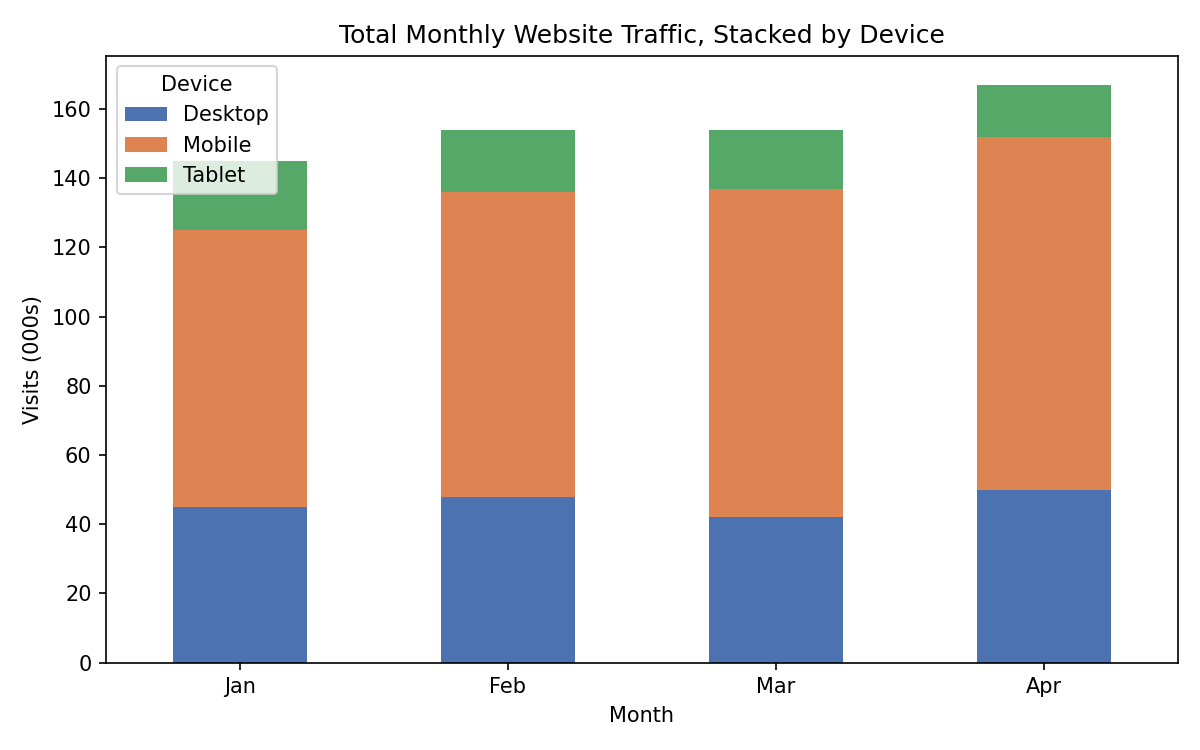 Total Monthly Website Traffic, Stacked by Device
Device
Desktop
Mobile
Tablet
Visits (000s)
160
140
120
100
80
60
40
20
0
Jan Feb Mar Apr
Month